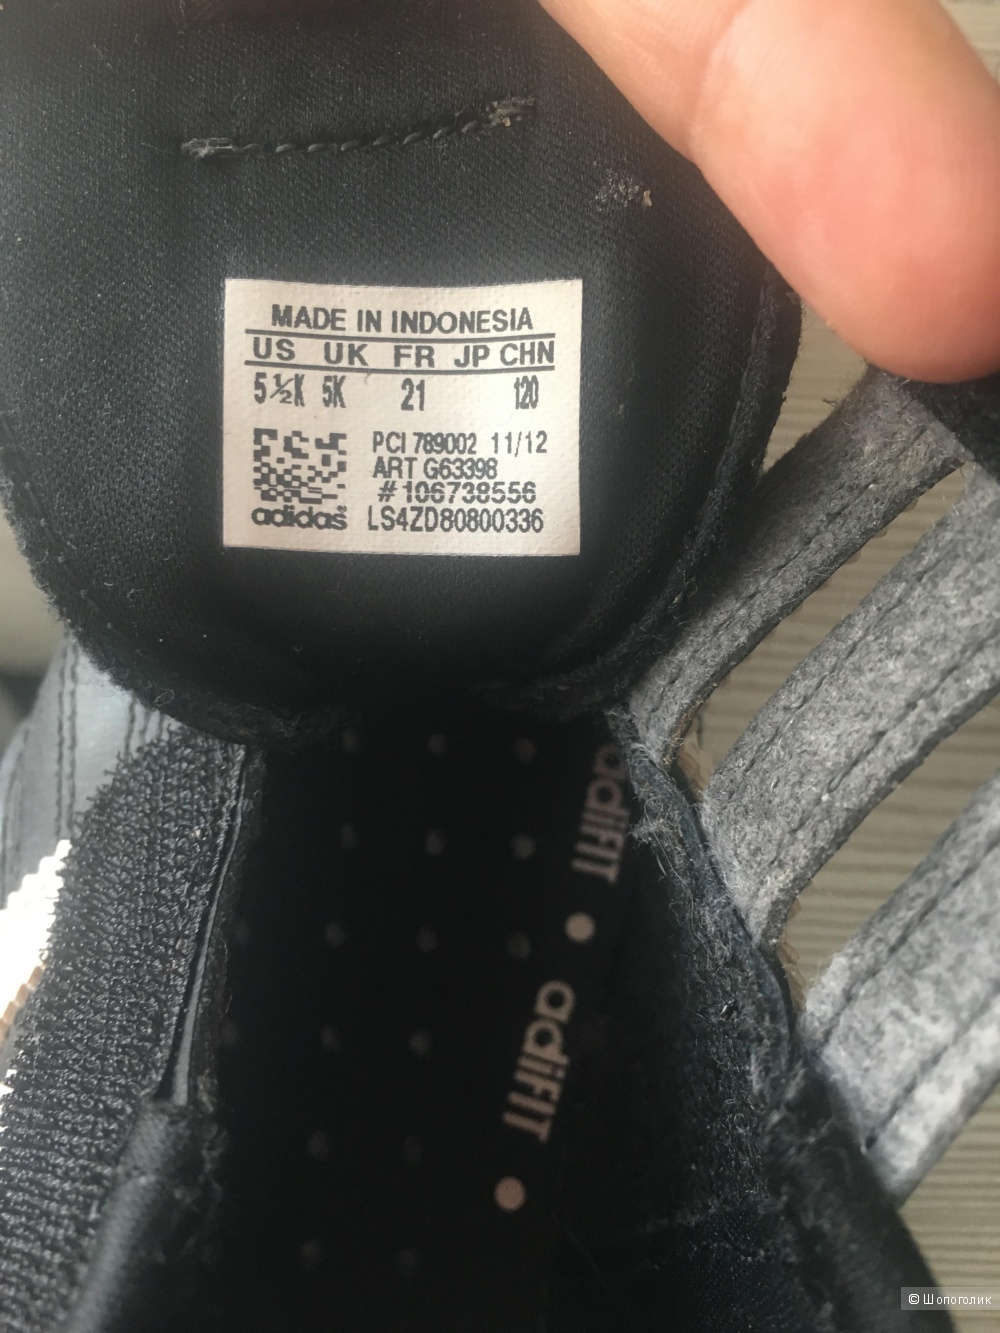 MADE IN INDONESIA
US UK FR JP CHN
5½K 5K 21 120
PCI 789002 11/12
ART G63398
#106738556
adidas® LS4ZD80800336
adiFIT
• adiFIT •
© Шопоголик